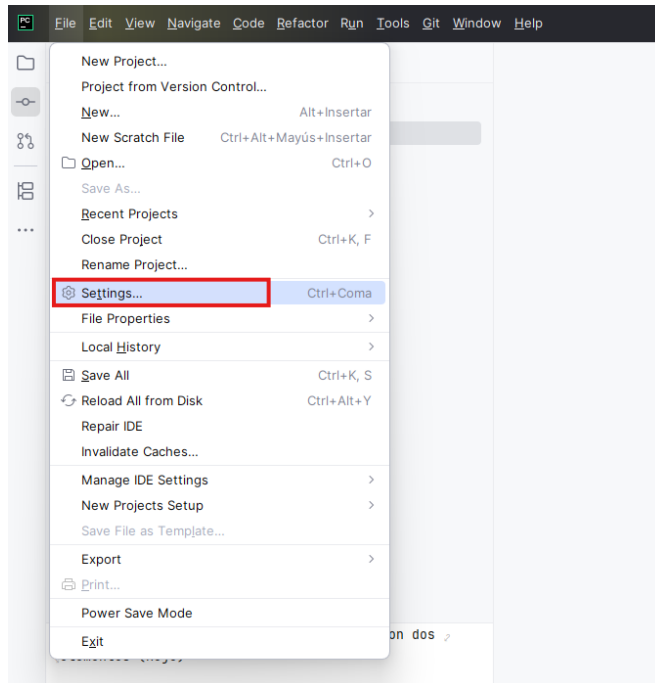 PC
File Edit View Navigate Code Refactor Run Tools Git Window Help
New Project...
Project from Version Control...
New... Alt+Insertar
New Scratch File Ctrl+Alt+Mayús+Insertar
Open... Ctrl+O
Save As...
Recent Projects
Close Project Ctrl+K, F
Rename Project...
Settings... Ctrl+Coma
File Properties
Local History
Save All Ctrl+K, S
Reload All from Disk Ctrl+Alt+Y
Repair IDE
Invalidate Caches...
Manage IDE Settings
New Projects Setup
Save File as Template...
Export
Print...
Power Save Mode
Exit
on dos